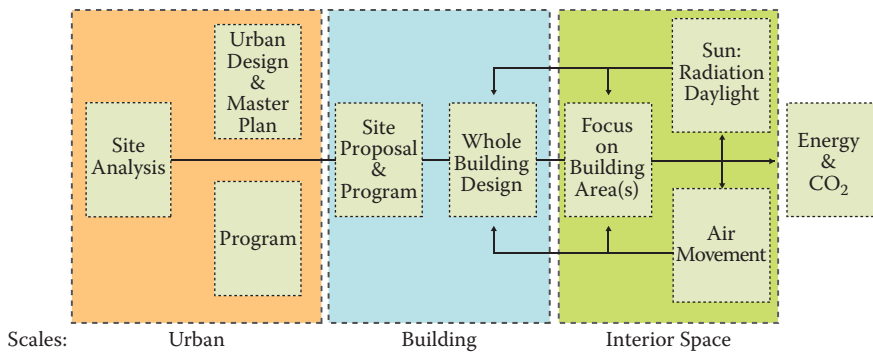 Urban
Design
&
Master
Plan
Site
Analysis
Program
Site
Proposal
&
Program
Whole
Building
Design
Focus
on
Building
Area(s)
Sun:
Radiation
Daylight
Air
Movement
Energy
&
CO₂
Scales: Urban Building Interior Space